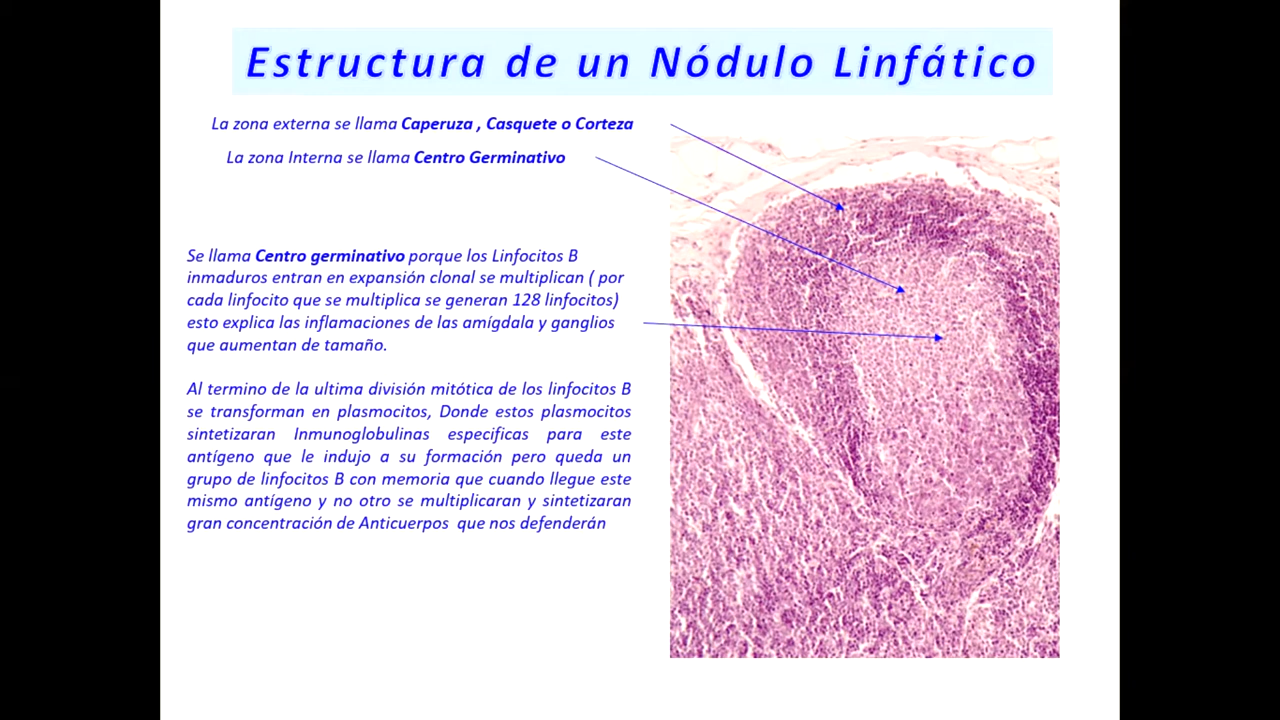 Estructura de un Nódulo Linfático
La zona externa se llama Caperuza , Casquete o Corteza
La zona Interna se llama Centro Germinativo
Se llama Centro germinativo porque los Linfocitos B
inmaduros entran en expansión clonal se multiplican ( por
cada linfocito que se multiplica se generan 128 linfocitos)
esto explica las inflamaciones de las amígdala y ganglios
que aumentan de tamaño.
Al termino de la ultima división mitótica de los linfocitos B
se transforman en plasmocitos, Donde estos plasmocitos
sintetizaran Inmunoglobulinas especificas para este
antígeno que le indujo a su formación pero queda un
grupo de linfocitos B con memoria que cuando llegue este
mismo antígeno y no otro se multiplicaran y sintetizaran
gran concentración de Anticuerpos que nos defenderán